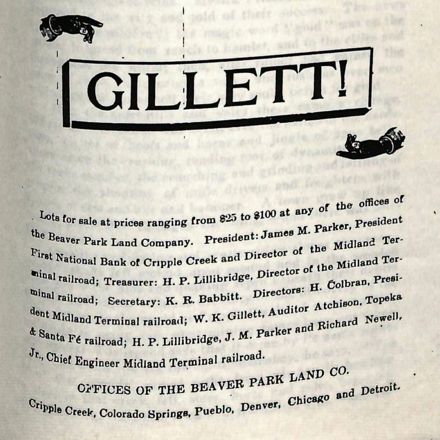 GILLETT!
Lots for sale at prices ranging from $25 to $100 at any of the offices of
the Beaver Park Land Company. President: James M. Parker, President
First National Bank of Cripple Creek and Director of the Midland Ter-
minal railroad; Treasurer: H. P. Lillibridge, Director of the Midland Ter-
minal railroad; Secretary: K. R. Babbitt. Directors: H. Colbran, Presi-
dent Midland Terminal railroad; W. K. Gillett, Auditor Atchison, Topeka
& Santa Fé railroad; H. P. Lillibridge, J. M. Parker and Richard Newell,
Jr., Chief Engineer Midland Terminal railroad.
OFFICES OF THE BEAVER PARK LAND CO.
Cripple Creek, Colorado Springs, Pueblo, Denver, Chicago and Detroit.